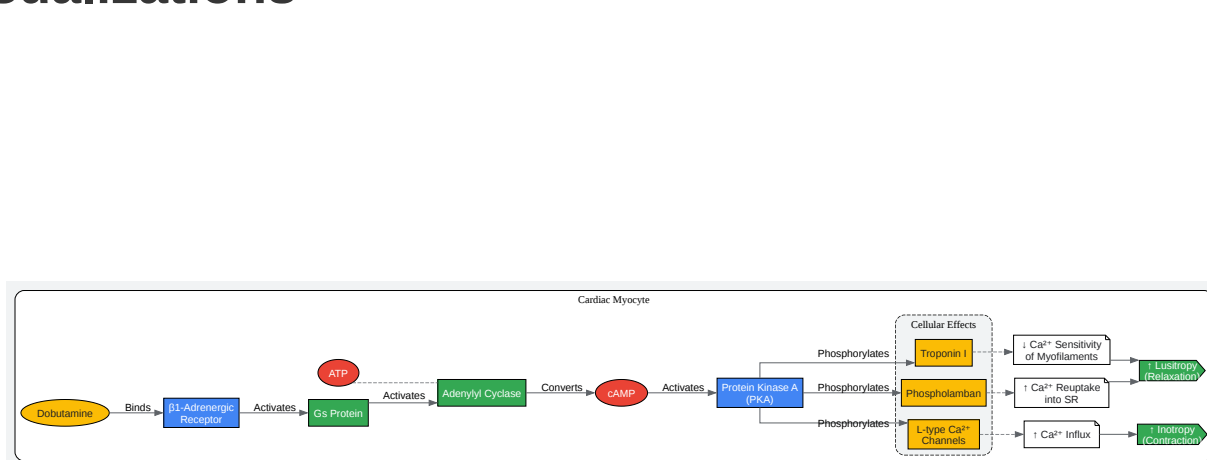 Cardiac Myocyte
Cellular Effects
Phosphorylates
Troponin I
↓ Ca²⁺ Sensitivity
of Myofilaments
↑ Lusitropy
(Relaxation)
ATP
Activates
Adenylyl Cyclase
Converts
cAMP
Activates
Protein Kinase A
(PKA)
Phosphorylates
Phospholamban
↑ Ca²⁺ Reuptake
into SR
Dobutamine
Binds
β1-Adrenergic
Receptor
Activates
Gs Protein
Phosphorylates
L-type Ca²⁺
Channels
↑ Ca²⁺ Influx
↑ Inotropy
(Contraction)